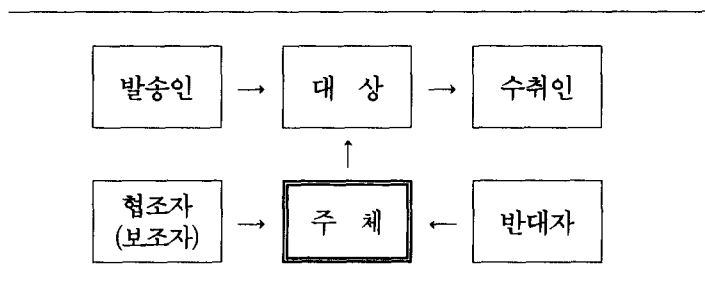 발송인 → 대 상 → 수취인
↑
협조자
(보조자) → 주 체 ← 반대자